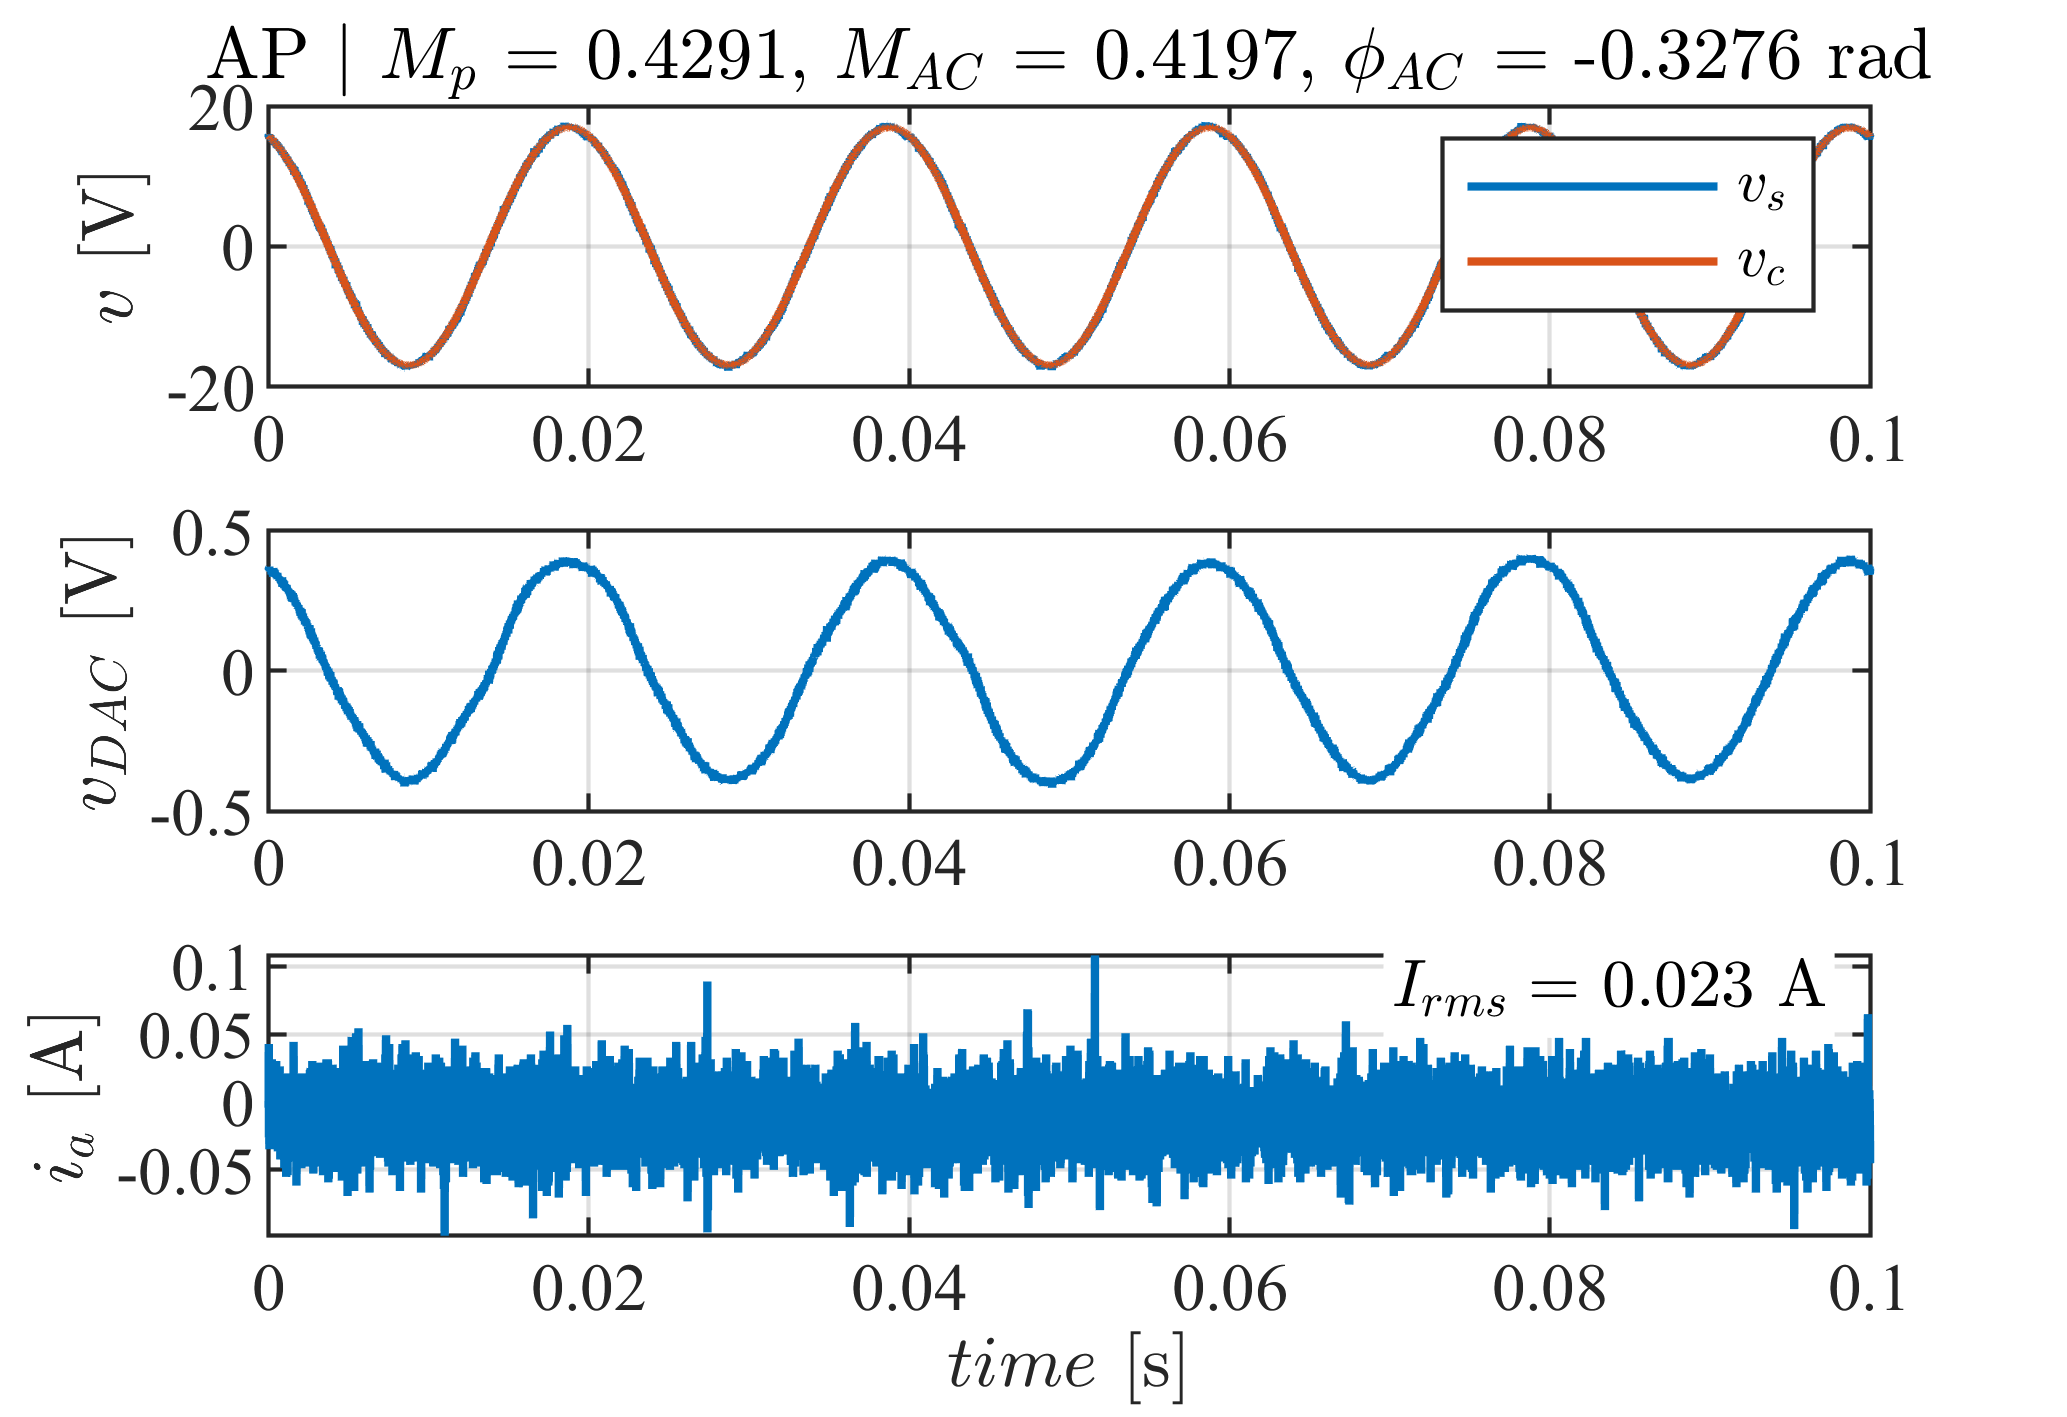 AP | M_p = 0.4291, M_AC = 0.4197, ϕ_AC = -0.3276 rad
20
0
-20
v [V]
v_s
v_c
0 0.02 0.04 0.06 0.08 0.1
0.5
0
-0.5
v_DAC [V]
0 0.02 0.04 0.06 0.08 0.1
0.1
0.05
0
-0.05
i_a [A]
I_rms = 0.023 A
0 0.02 0.04 0.06 0.08 0.1
time [s]